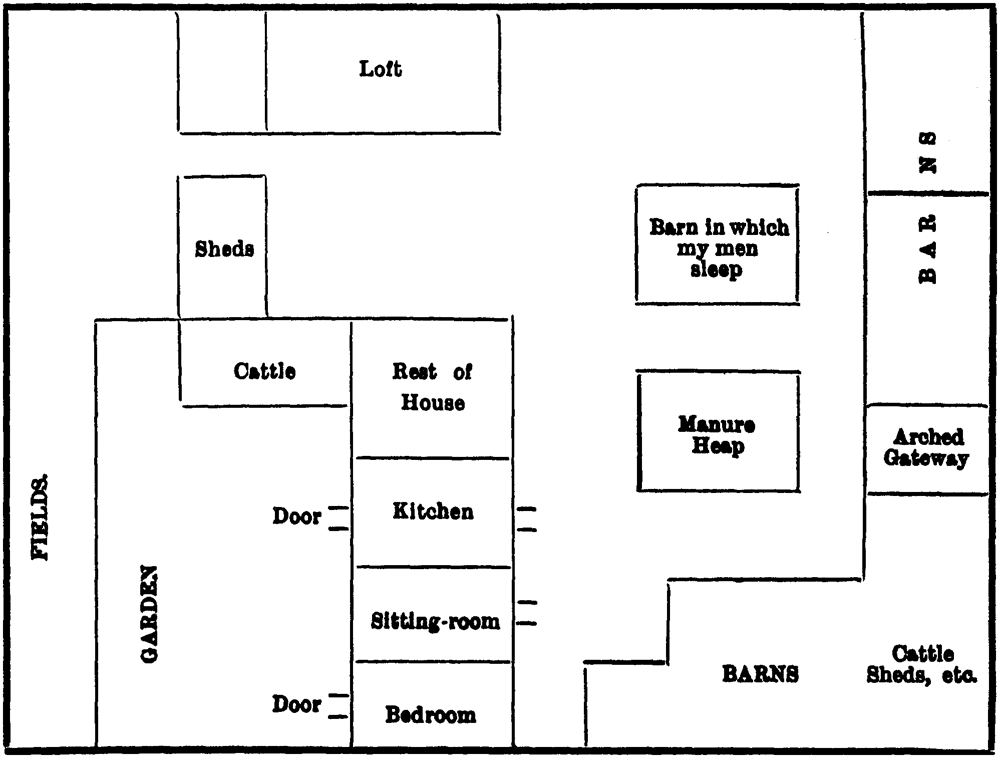 Loft
BARNS
Sheds
Barn in which
my men
sleep
Cattle
Rest of
House
Manure
Heap
Arched
Gateway
FIELDS.
Door
Kitchen
GARDEN
Sitting-room
Cattle
Sheds, etc.
BARNS
Door
Bedroom